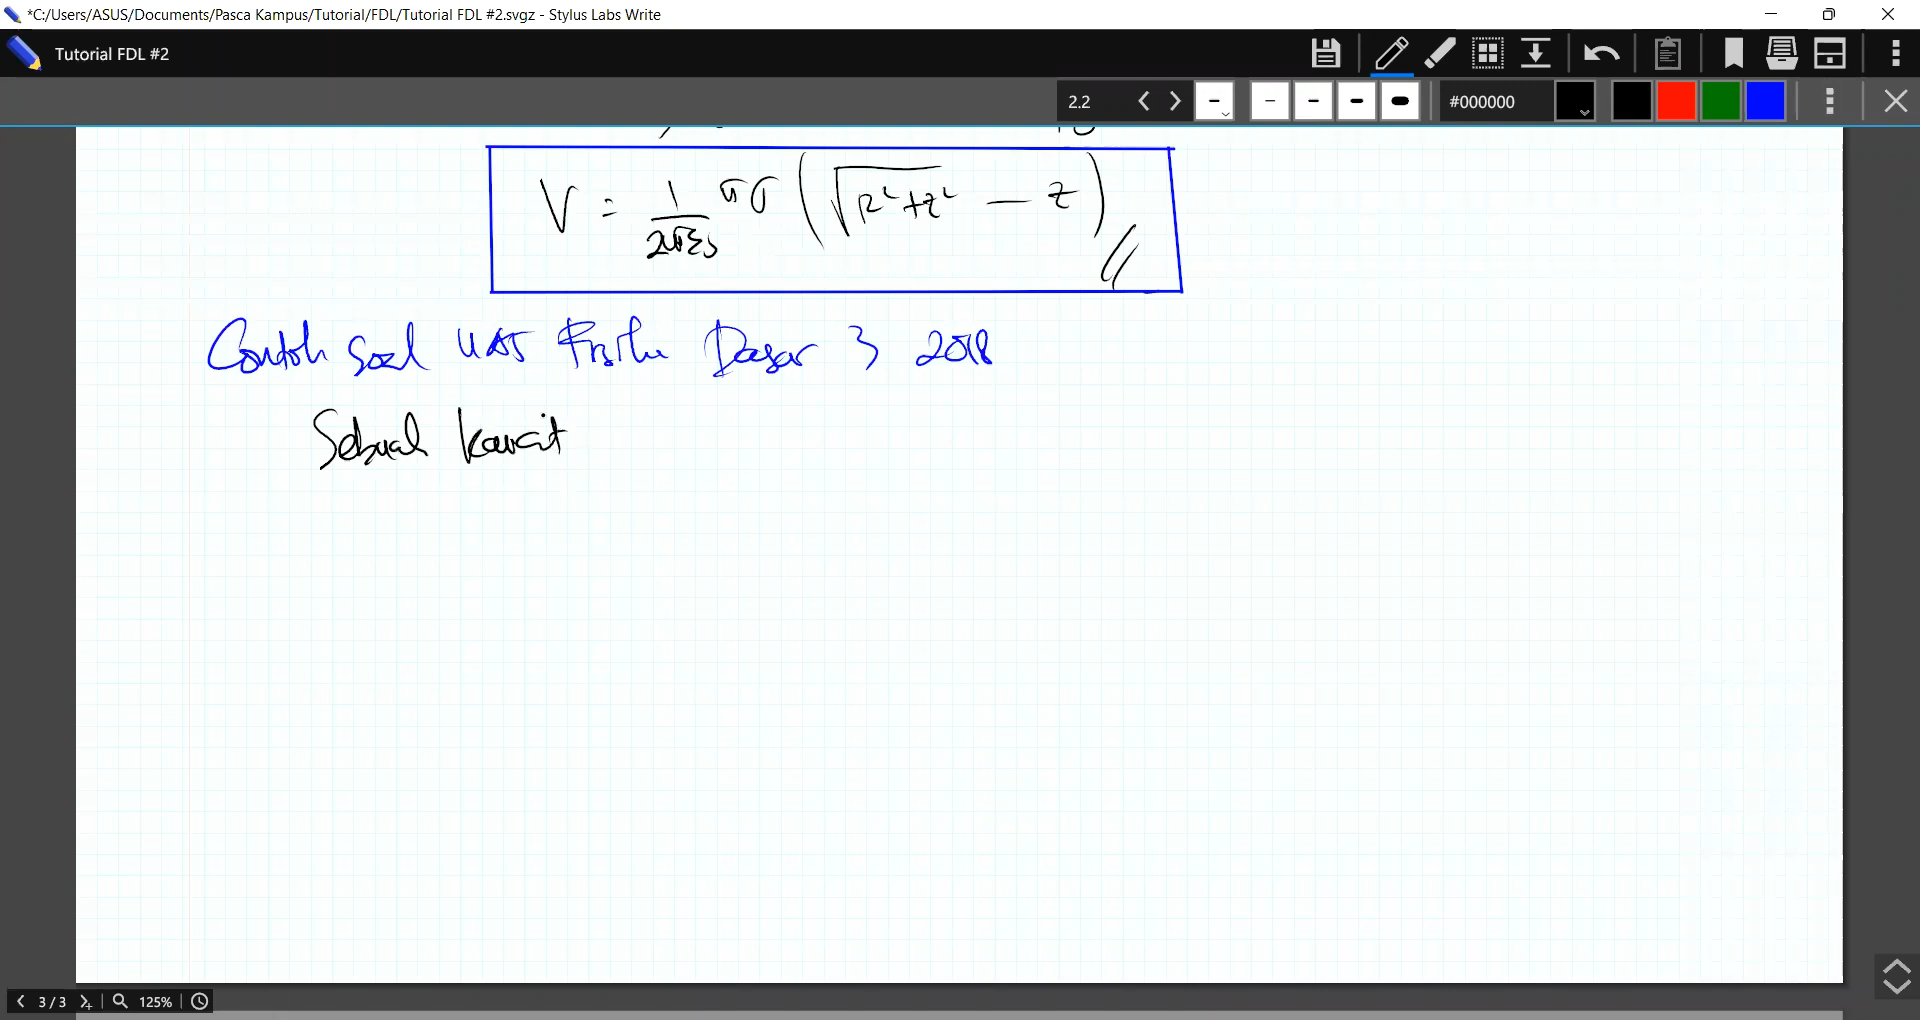 *C:/Users/ASUS/Documents/Pasca Kampus/Tutorial/FDL/Tutorial FDL #2.svgz - Stylus Labs Write
Tutorial FDL #2
2.2 #000000
V = 1/2πε₀ πσ (√R²+z² − z)//
Contoh Soal UAS Fisika Dasar 3 2018
Sebuah kawat
3 / 3 125%